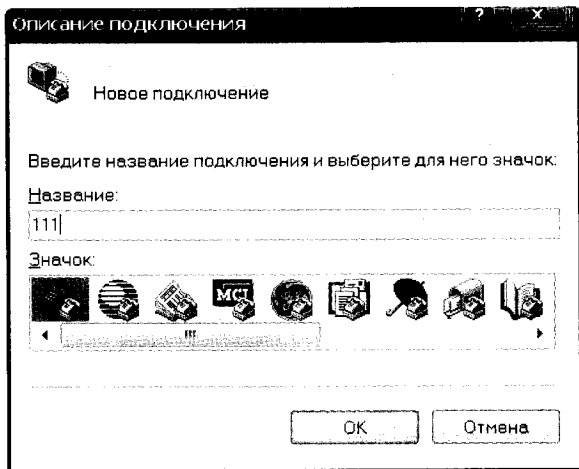 Описание подключения
? X
Новое подключение
Введите название подключения и выберите для него значок:
Название:
111
Значок:
MCI
OK
Отмена